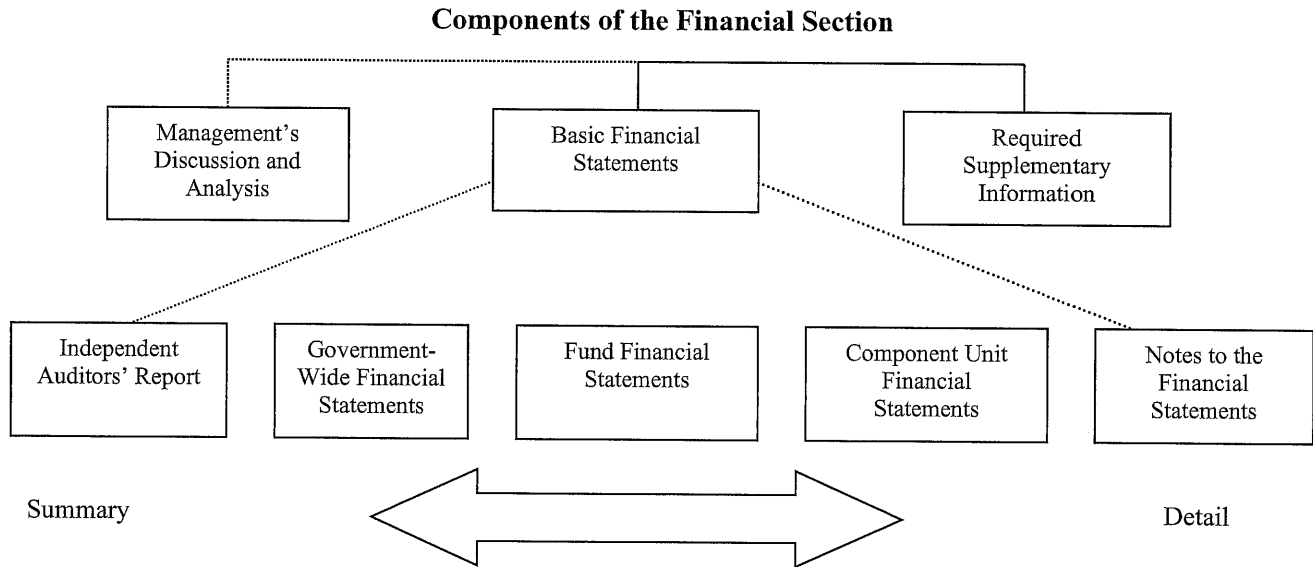 Components of the Financial Section
Management's
Discussion and
Analysis
Basic Financial
Statements
Required
Supplementary
Information
Independent
Auditors' Report
Government-
Wide Financial
Statements
Fund Financial
Statements
Component Unit
Financial
Statements
Notes to the
Financial
Statements
Summary
Detail